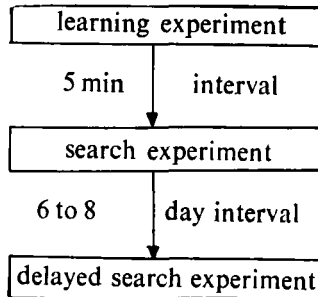 learning experiment
5 min interval
search experiment
6 to 8 day interval
delayed search experiment